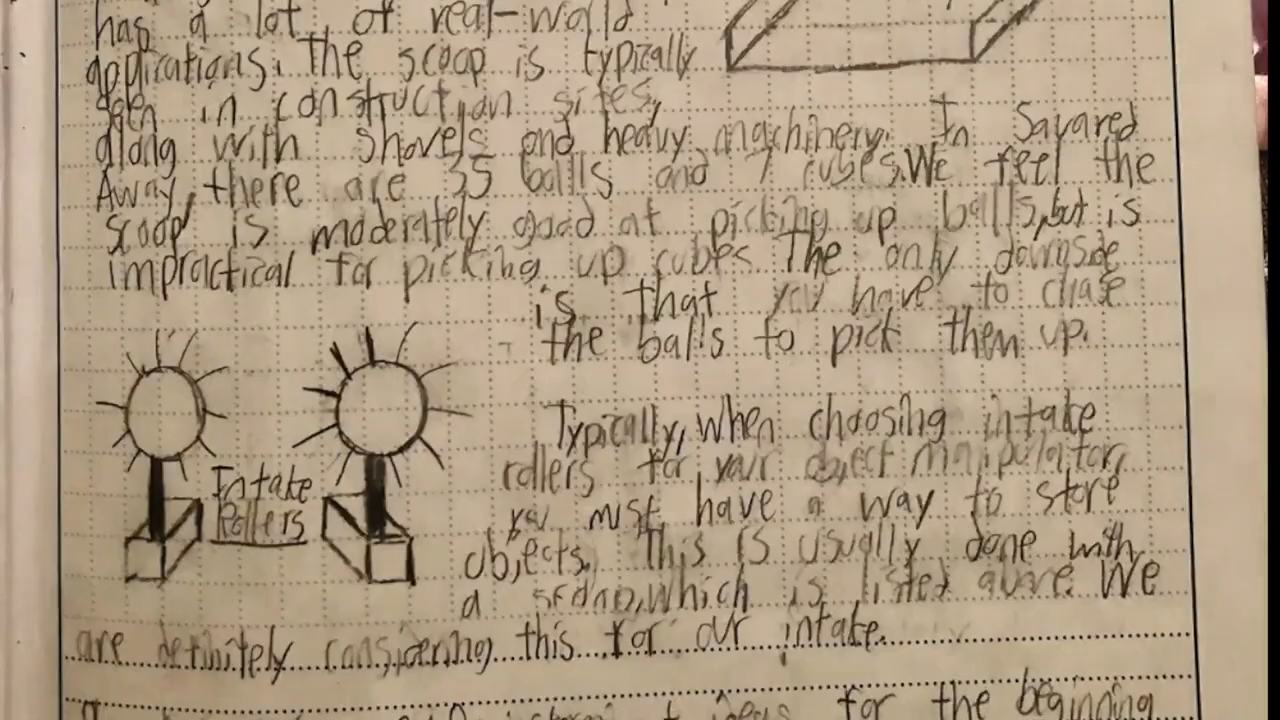 has a lot of real-world
applications. The scoop is typically
seen in construction sites,
along with shovels and heavy machinery. In Sqvared
Away, there are 35 balls and 7 cubes. We feel the
scoop is moderately good at picking up balls, but is
impractical for picking up cubes. The only downside
is that you have to chase
the balls to pick them up.
Intake
Rollers
Typically, when choosing intake
rollers for your object manipulator,
you must have a way to store
objects. This is usually done with
a scoop, which is listed above. We
are definitely considering this for our intake.
ideas for the beginning